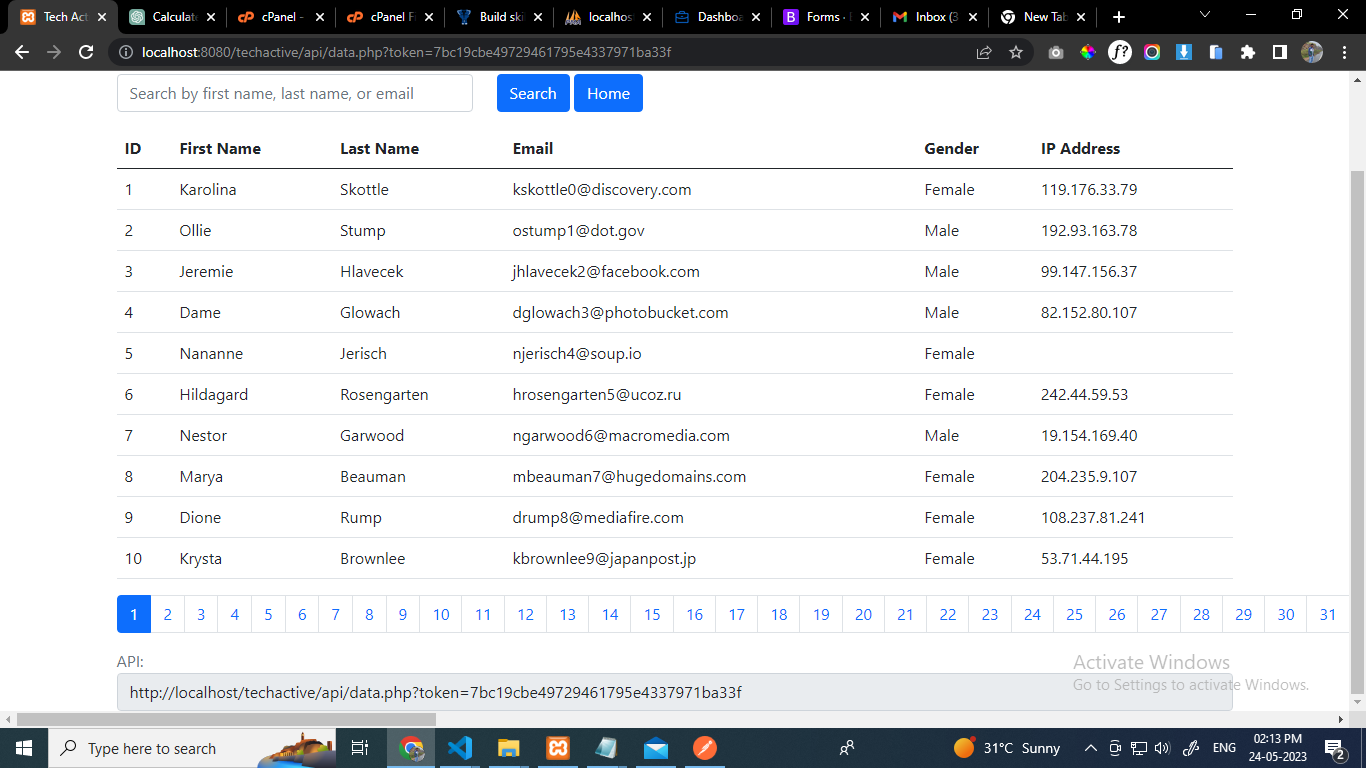 Tech Act Calculate cPanel - cPanel Fi Build ski localhos Dashboa Forms · Inbox (3 New Tab
localhost:8080/techactive/api/data.php?token=7bc19cbe49729461795e4337971ba33f
Search by first name, last name, or email Search Home
ID First Name Last Name Email Gender IP Address
1 Karolina Skottle kskottle0@discovery.com Female 119.176.33.79
2 Ollie Stump ostump1@dot.gov Male 192.93.163.78
3 Jeremie Hlavecek jhlavecek2@facebook.com Male 99.147.156.37
4 Dame Glowach dglowach3@photobucket.com Male 82.152.80.107
5 Nananne Jerisch njerisch4@soup.io Female
6 Hildagard Rosengarten hrosengarten5@ucoz.ru Female 242.44.59.53
7 Nestor Garwood ngarwood6@macromedia.com Male 19.154.169.40
8 Marya Beauman mbeauman7@hugedomains.com Female 204.235.9.107
9 Dione Rump drump8@mediafire.com Female 108.237.81.241
10 Krysta Brownlee kbrownlee9@japanpost.jp Female 53.71.44.195
1 2 3 4 5 6 7 8 9 10 11 12 13 14 15 16 17 18 19 20 21 22 23 24 25 26 27 28 29 30 31
API:
http://localhost/techactive/api/data.php?token=7bc19cbe49729461795e4337971ba33f
Activate Windows
Go to Settings to activate Windows.
Type here to search 31°C Sunny ENG 02:13 PM
24-05-2023
2